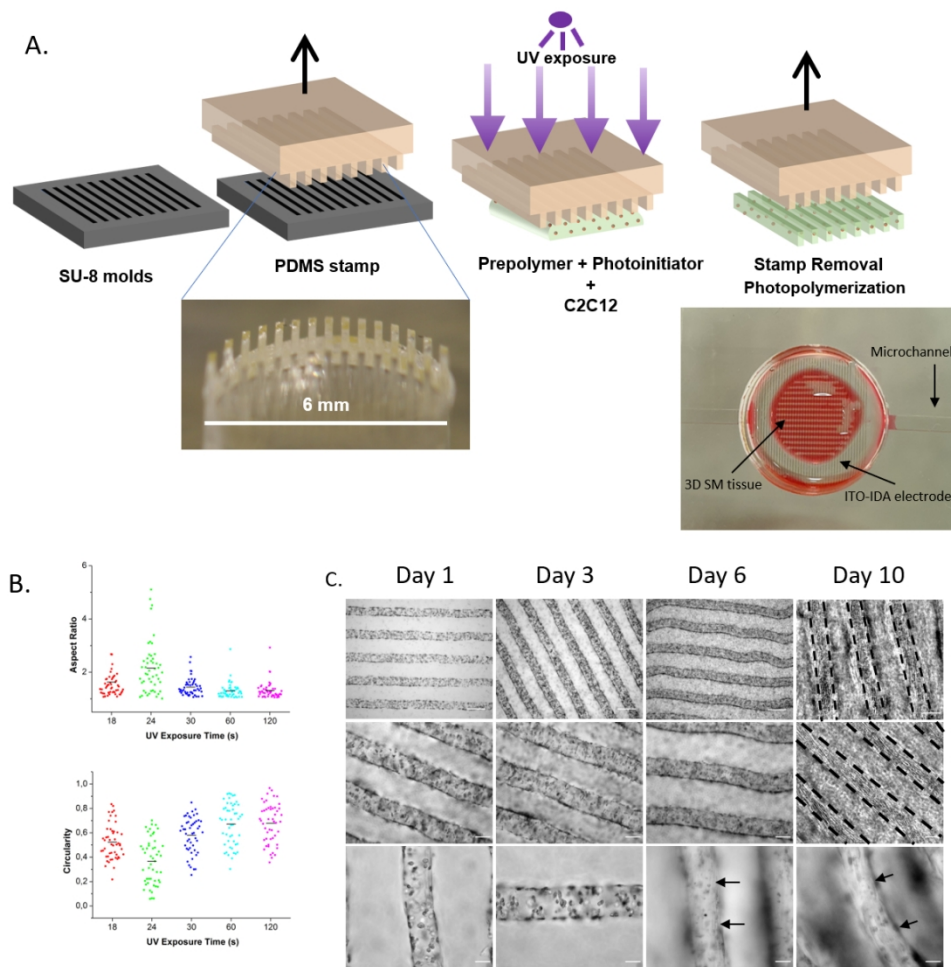 A.
UV exposure
SU-8 molds
PDMS stamp
Prepolymer + Photoinitiator
+
C2C12
Stamp Removal
Photopolymerization
6 mm
Microchannel
3D SM tissue
ITO-IDA electrode
B.
6
4
2
Aspect Ratio
18 24 30 60 120
UV Exposure Time (s)
1,0
0,8
0,6
0,4
0,2
0,0
Circularity
18 24 30 60 120
UV Exposure Time (s)
C.
Day 1 Day 3 Day 6 Day 10